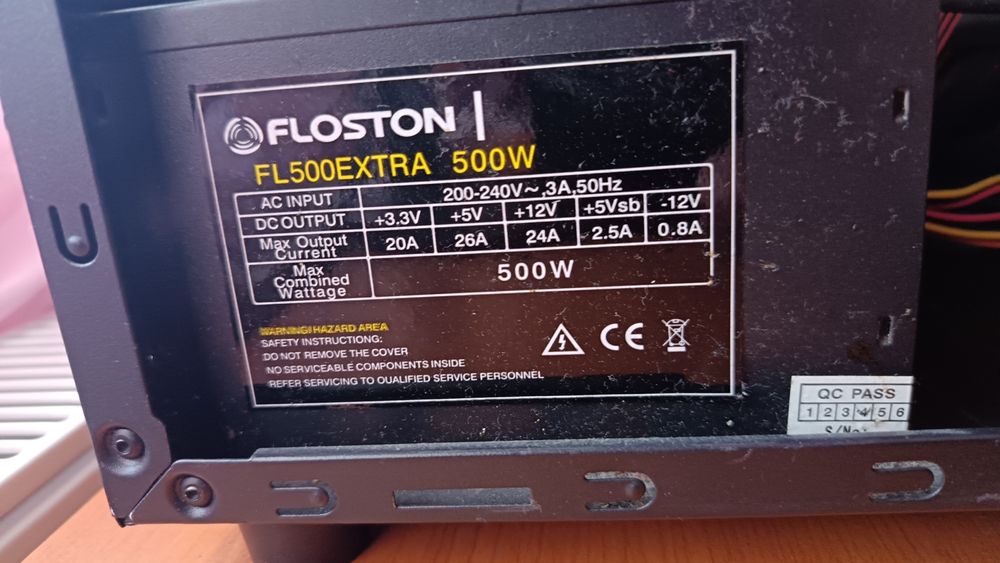 FLOSTON
FL500EXTRA 500W
AC INPUT 200-240V~,3A,50Hz
DC OUTPUT +3.3V +5V +12V +5Vsb -12V
Max Output Current 20A 26A 24A 2.5A 0.8A
Max Combined Wattage 500W
WARNING! HAZARD AREA
SAFETY INSTRUCTIONG:
DO NOT REMOVE THE COVER
NO SERVICEABLE COMPONENTS INSIDE
REFER SERVICING TO QUALIFIED SERVICE PERSONNEL
CE
QC PASS
1 2 3 4 5 6
S/No: